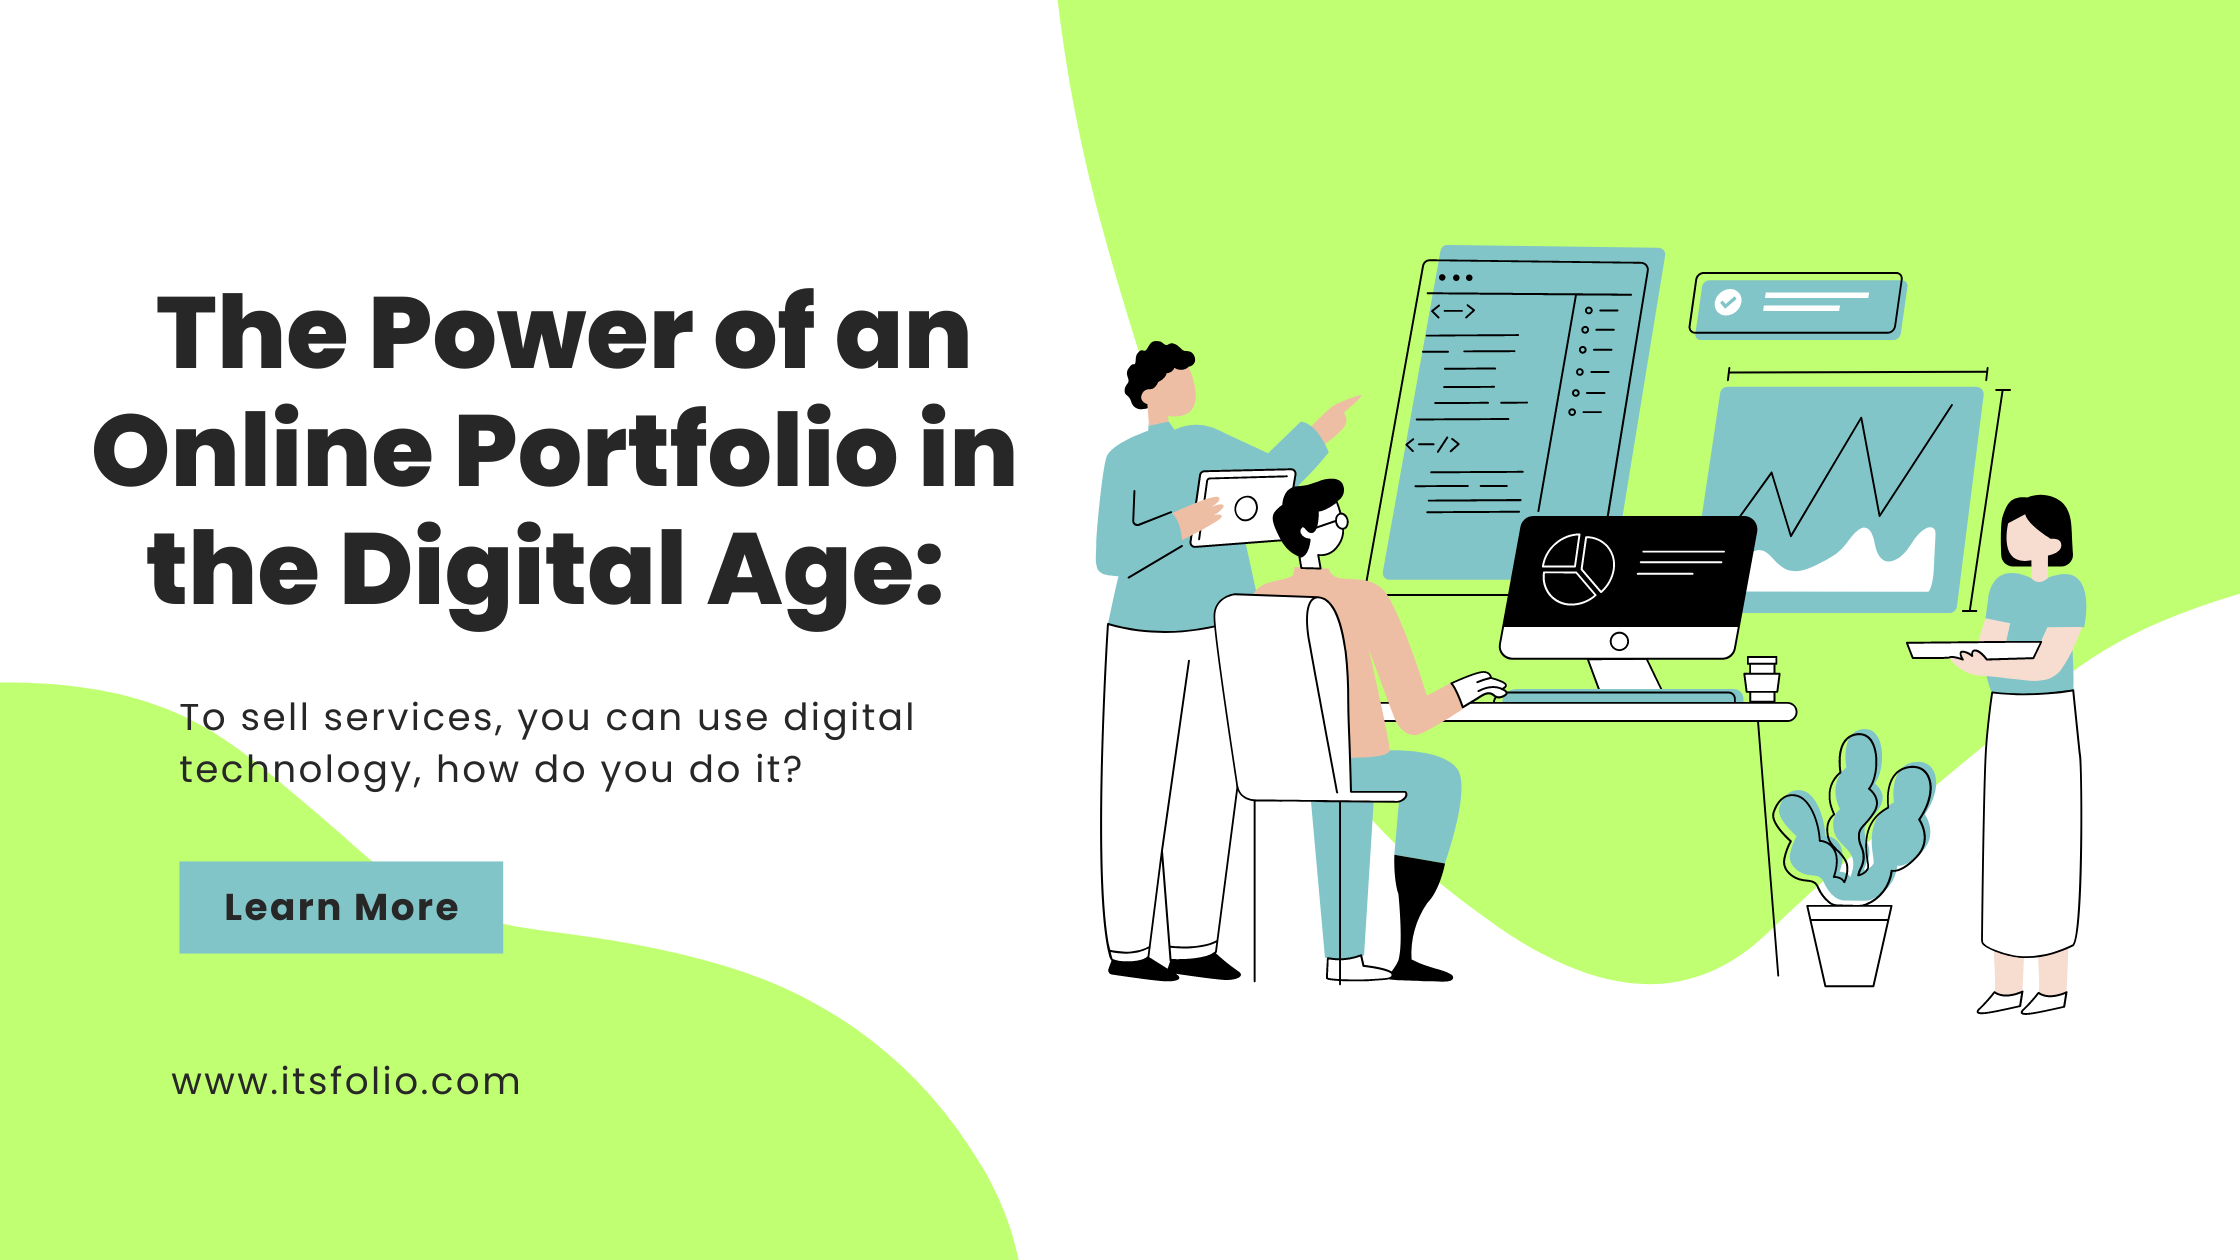 The Power of an
Online Portfolio in
the Digital Age:
To sell services, you can use digital
technology, how do you do it?
Learn More
www.itsfolio.com